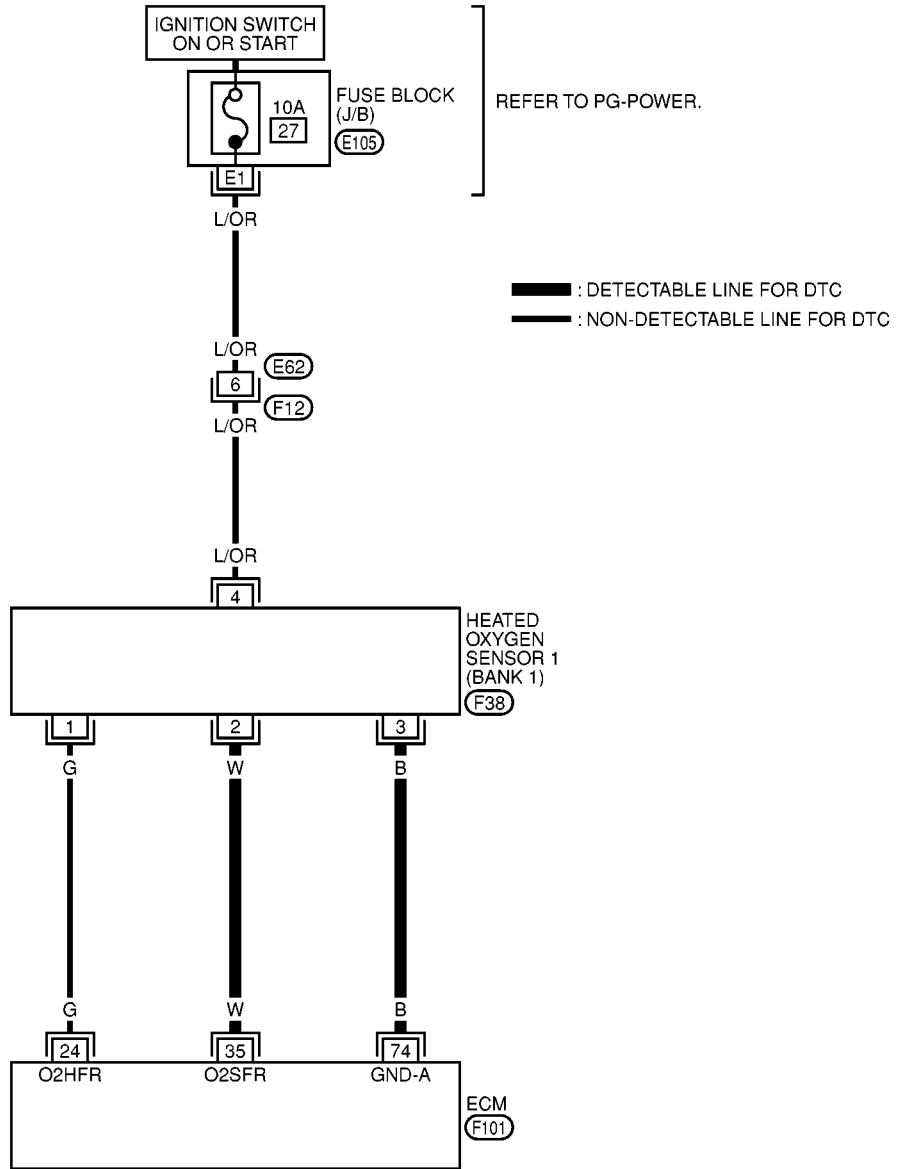 IGNITION SWITCH
ON OR START
10A
27
FUSE BLOCK
(J/B)
E105
REFER TO PG-POWER.
E1
L/OR
: DETECTABLE LINE FOR DTC
: NON-DETECTABLE LINE FOR DTC
L/OR
E62
6
F12
L/OR
L/OR
4
HEATED
OXYGEN
SENSOR 1
(BANK 1)
F38
1 2 3
G W B
G W B
24 35 74
O2HFR O2SFR GND-A
ECM
F101